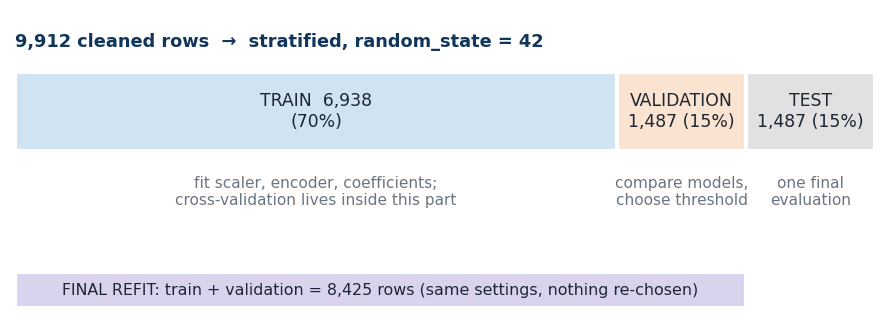 9,912 cleaned rows → stratified, random_state = 42
TRAIN 6,938
(70%)
VALIDATION
1,487 (15%)
TEST
1,487 (15%)
fit scaler, encoder, coefficients;
cross-validation lives inside this part
compare models,
choose threshold
one final
evaluation
FINAL REFIT: train + validation = 8,425 rows (same settings, nothing re-chosen)